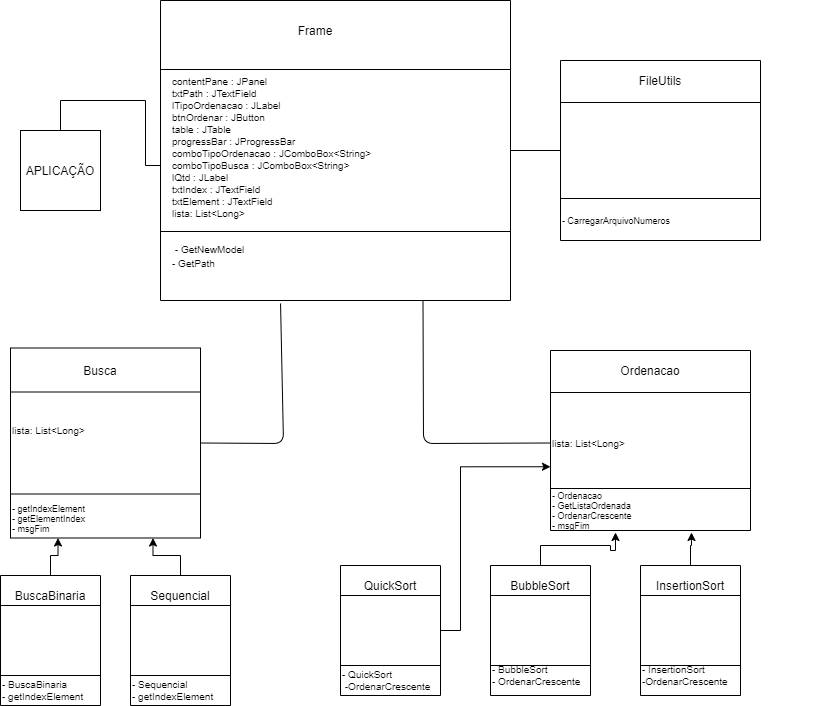 Frame
contentPane : JPanel
txtPath : JTextField
lTipoOrdenacao : JLabel
btnOrdenar : JButton
table : JTable
progressBar : JProgressBar
comboTipoOrdenacao : JComboBox<String>
comboTipoBusca : JComboBox<String>
lQtd : JLabel
txtIndex : JTextField
txtElement : JTextField
lista: List<Long>
- GetNewModel
- GetPath
FileUtils
- CarregarArquivoNumeros
APLICAÇÃO
Busca
lista: List<Long>
- getIndexElement
- getElementIndex
- msgFim
Ordenacao
lista: List<Long>
- Ordenacao
- GetListaOrdenada
- OrdenarCrescente
- msgFim
BuscaBinaria
- BuscaBinaria
- getIndexElement
Sequencial
- Sequencial
- getIndexElement
QuickSort
- QuickSort
-OrdenarCrescente
BubbleSort
- BubbleSort
- OrdenarCrescente
InsertionSort
- InsertionSort
-OrdenarCrescente